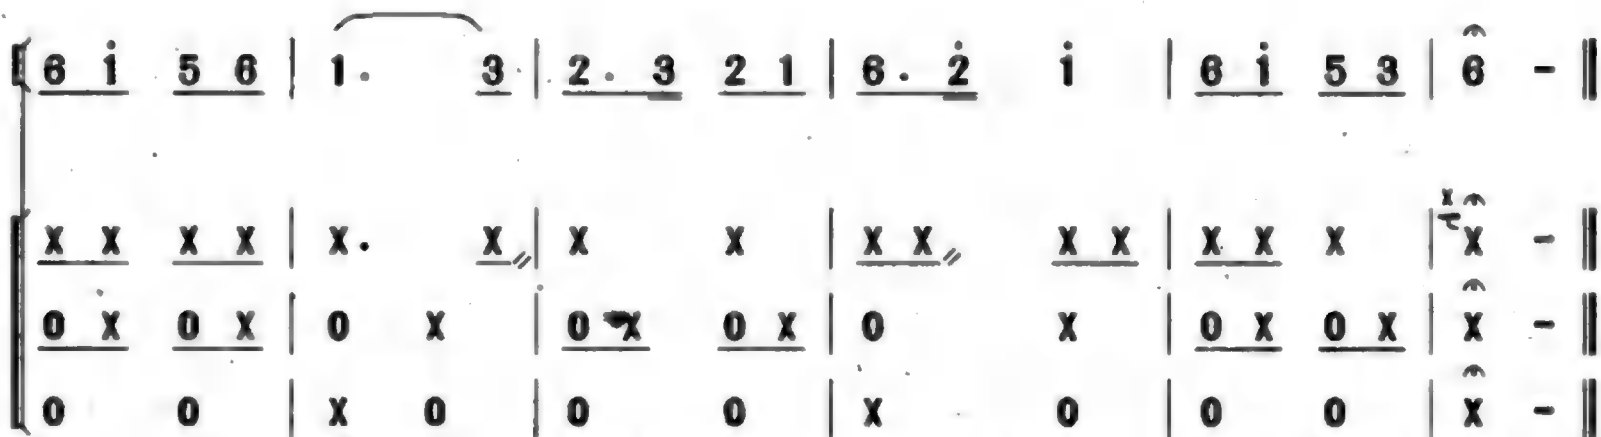 6 i 5 6 | 1. 3 | 2. 3 2 1 | 6. 2̇ i | 6 i 5 3 | 6 - ‖
X X X X | X. X | X X | X X X X | X X X | X X - ‖
0 X 0 X | 0 X | 0 X 0 X | 0 X | 0 X 0 X | X - ‖
0 0 | X 0 | 0 0 | X 0 | 0 0 | X - ‖